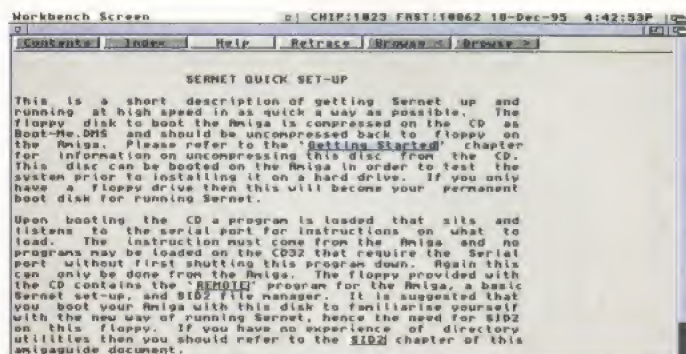 Workbench Screen CHIP:1823 FAST:10062 10-Dec-95 4:42:53P
Contents Index Help Retrace Browse < Browse >
SERNET QUICK SET-UP
This is a short description of getting Sernet up and
running at high speed in as quick a way as possible. The
floppy disk to boot the Amiga is compressed on the CD as
Boot-Me.DMS and should be uncompressed back to floppy on
the Amiga. Please refer to the 'Getting Started' chapter
for information on uncompressing this disc from the CD.
This disc can be booted on the Amiga in order to test the
system prior to installing it on a hard drive. If you only
have a floppy drive then this will become your permanent
boot disk for running Sernet.
Upon booting the CD a program is loaded that sits and
listens to the serial port for instructions on what to
load. The instruction must come from the Amiga and no
programs may be loaded on the CD32 that require the Serial
port without first shutting this program down. Again this
can only be done from the Amiga. The floppy provided with
the CD contains the 'REMOTE' program for the Amiga, a basic
Sernet set-up, and SID2 file manager. It is suggested that
you boot your Amiga with this disk to familiarise yourself
with the new way of running Sernet, hence the need for SID2
on this floppy. If you have no experience of directory
utilities then you should refer to the SID2 chapter of this
amigaguide document.